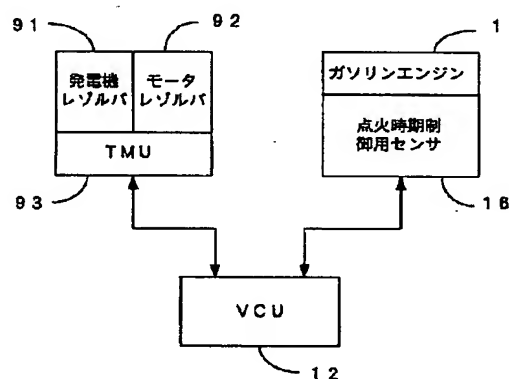 91
92
1
発電機
レゾルバ
モータ
レゾルバ
ガソリンエンジン
点火時期制
御用センサ
TMU
93
16
VCU
12